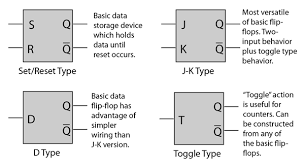 S Q
R Q̅
Set/Reset Type
Basic data
storage device
which holds
data until
reset occurs.
J Q
K Q̅
J-K Type
Most versatile
of basic flip-
flops. Two-
input behavior
plus toggle type
behavior.
D Q
Q̅
D Type
Basic data
flip-flop has
advantage of
simpler
wiring than
J-K version.
T Q
Q̅
Toggle Type
“Toggle” action
is useful for
counters. Can be
constructed
from any of
the basic flip-
flops.